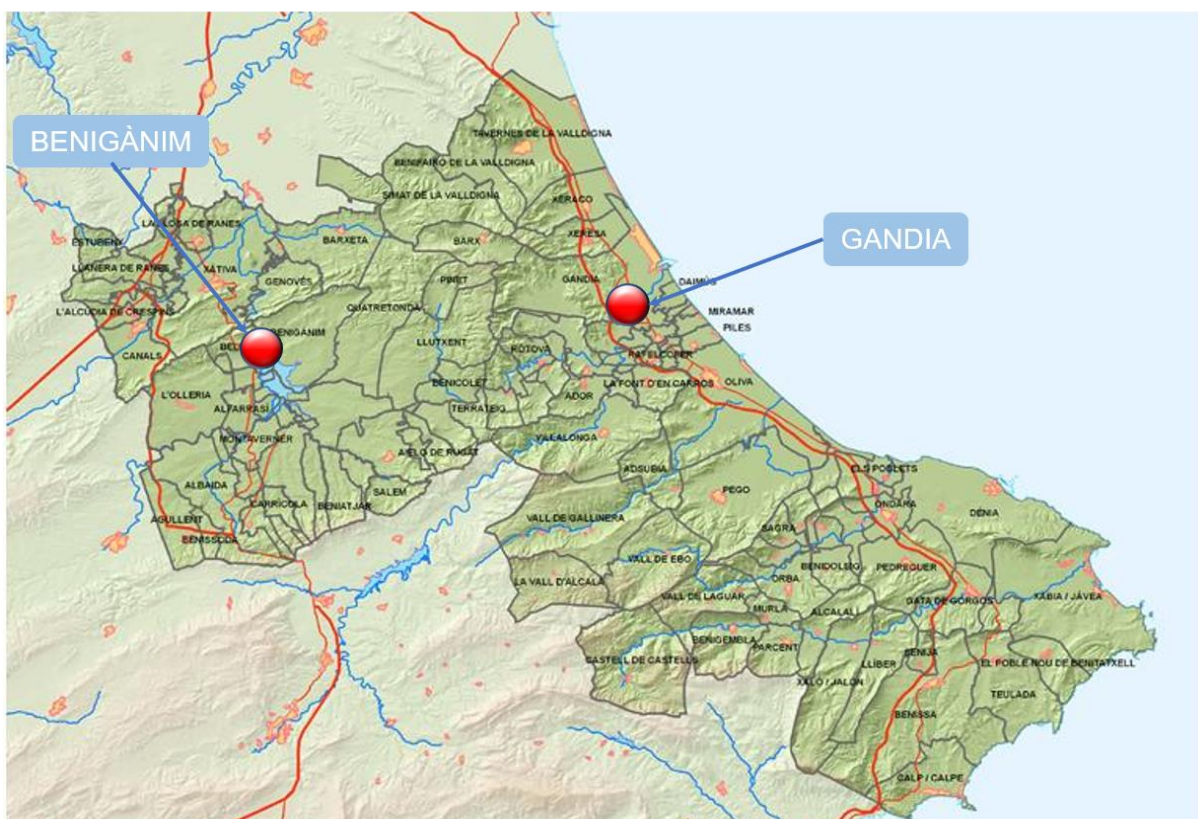 BENIGÀNIM
GANDIA
TAVERNES DE LA VALLDIGNA
BENIFAIRÓ DE LA VALLDIGNA
SIMAT DE LA VALLDIGNA
XERACO
LA LLOSA DE RANES
XERESA
ESTUBENY
BARXETA
BARX
LLANERA DE RANES
XÀTIVA
GENOVÉS
PINET
GANDIA
DAIMÚS
L'ALCÚDIA DE CRESPINS
QUATRETONDA
MIRAMAR
PILES
BENIGÀNIM
LLUTXENT
RÒTOVA
RAFELCOFER
CANALS
BENICOLET
LA FONT D'EN CARRÒS
OLIVA
L'OLLERIA
ADOR
ALFARRASÍ
TERRATEIG
MONTAVERNER
VILLALONGA
AIELO DE RUGAT
ADSUBIA
ELS POBLETS
ALBAIDA
SALEM
PEGO
CARRÍCOLA
BENIATJAR
ONDARA
DÉNIA
AGULLENT
VALL DE GALLINERA
SAGRA
BENISSODA
VALL DE EBO
BENIDOLEIG
PEDREGUER
LA VALL D'ALCALÀ
ORBA
VALL DE LAGUAR
GATA DE GORGOS
XÀBIA / JÁVEA
MURLA
ALCALALÍ
BENIGEMBLA
PARCENT
CASTELL DE CASTELLS
SENIJA
LLÍBER
EL POBLE NOU DE BENITATXELL
XALÓ / JALÓN
TEULADA
BENISSA
CALP / CALPE